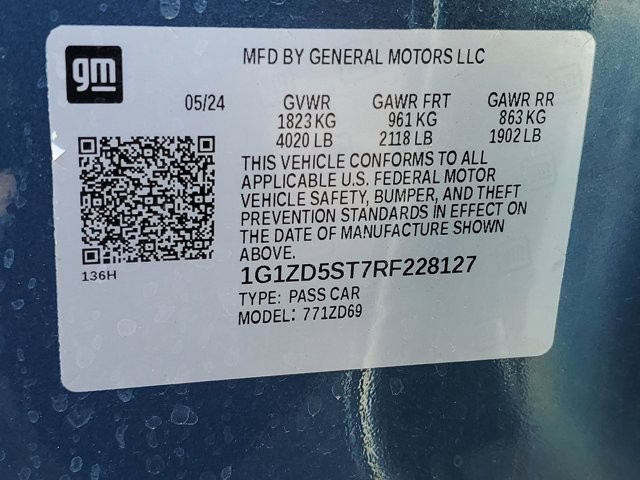 gm
MFD BY GENERAL MOTORS LLC
05/24 GVWR GAWR FRT GAWR RR
1823 KG 961 KG 863 KG
4020 LB 2118 LB 1902 LB
THIS VEHICLE CONFORMS TO ALL
APPLICABLE U.S. FEDERAL MOTOR
VEHICLE SAFETY, BUMPER, AND THEFT
PREVENTION STANDARDS IN EFFECT ON
THE DATE OF MANUFACTURE SHOWN
ABOVE.
136H
1G1ZD5ST7RF228127
TYPE: PASS CAR
MODEL: 771ZD69